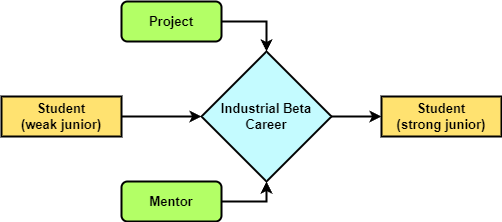 Project
Student
(weak junior)
Industrial Beta
Career
Student
(strong junior)
Mentor